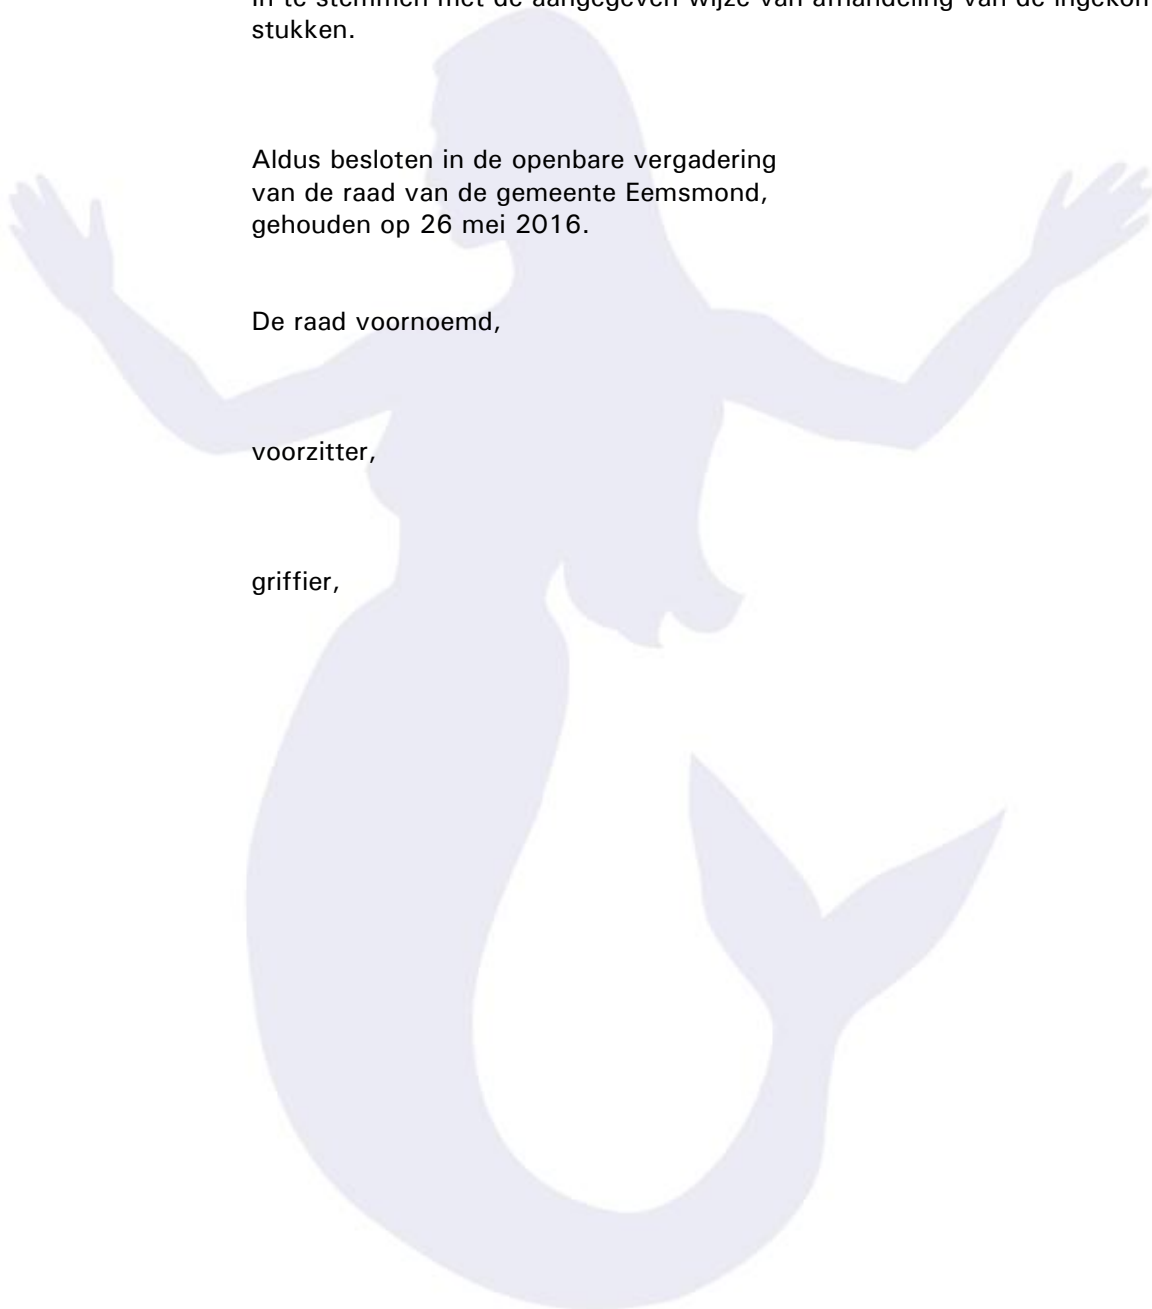 in te stemmen met de aangegeven wijze van afhandeling van de
stukken.
Aldus besloten in de openbare vergadering
van de raad van de gemeente Eemsmond,
gehouden op 26 mei 2016.
De raad voornoemd,
voorzitter,
griffier,